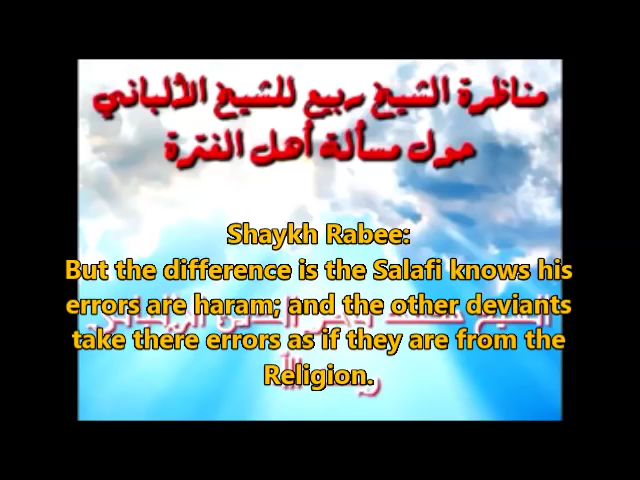 مناظرة الشيخ ربيع للشيخ الألباني
حول مسألة أهل الفترة
Shaykh Rabee:
But the difference is the Salafi knows his
errors are haram; and the other deviants
take there errors as if they are from the
Religion.